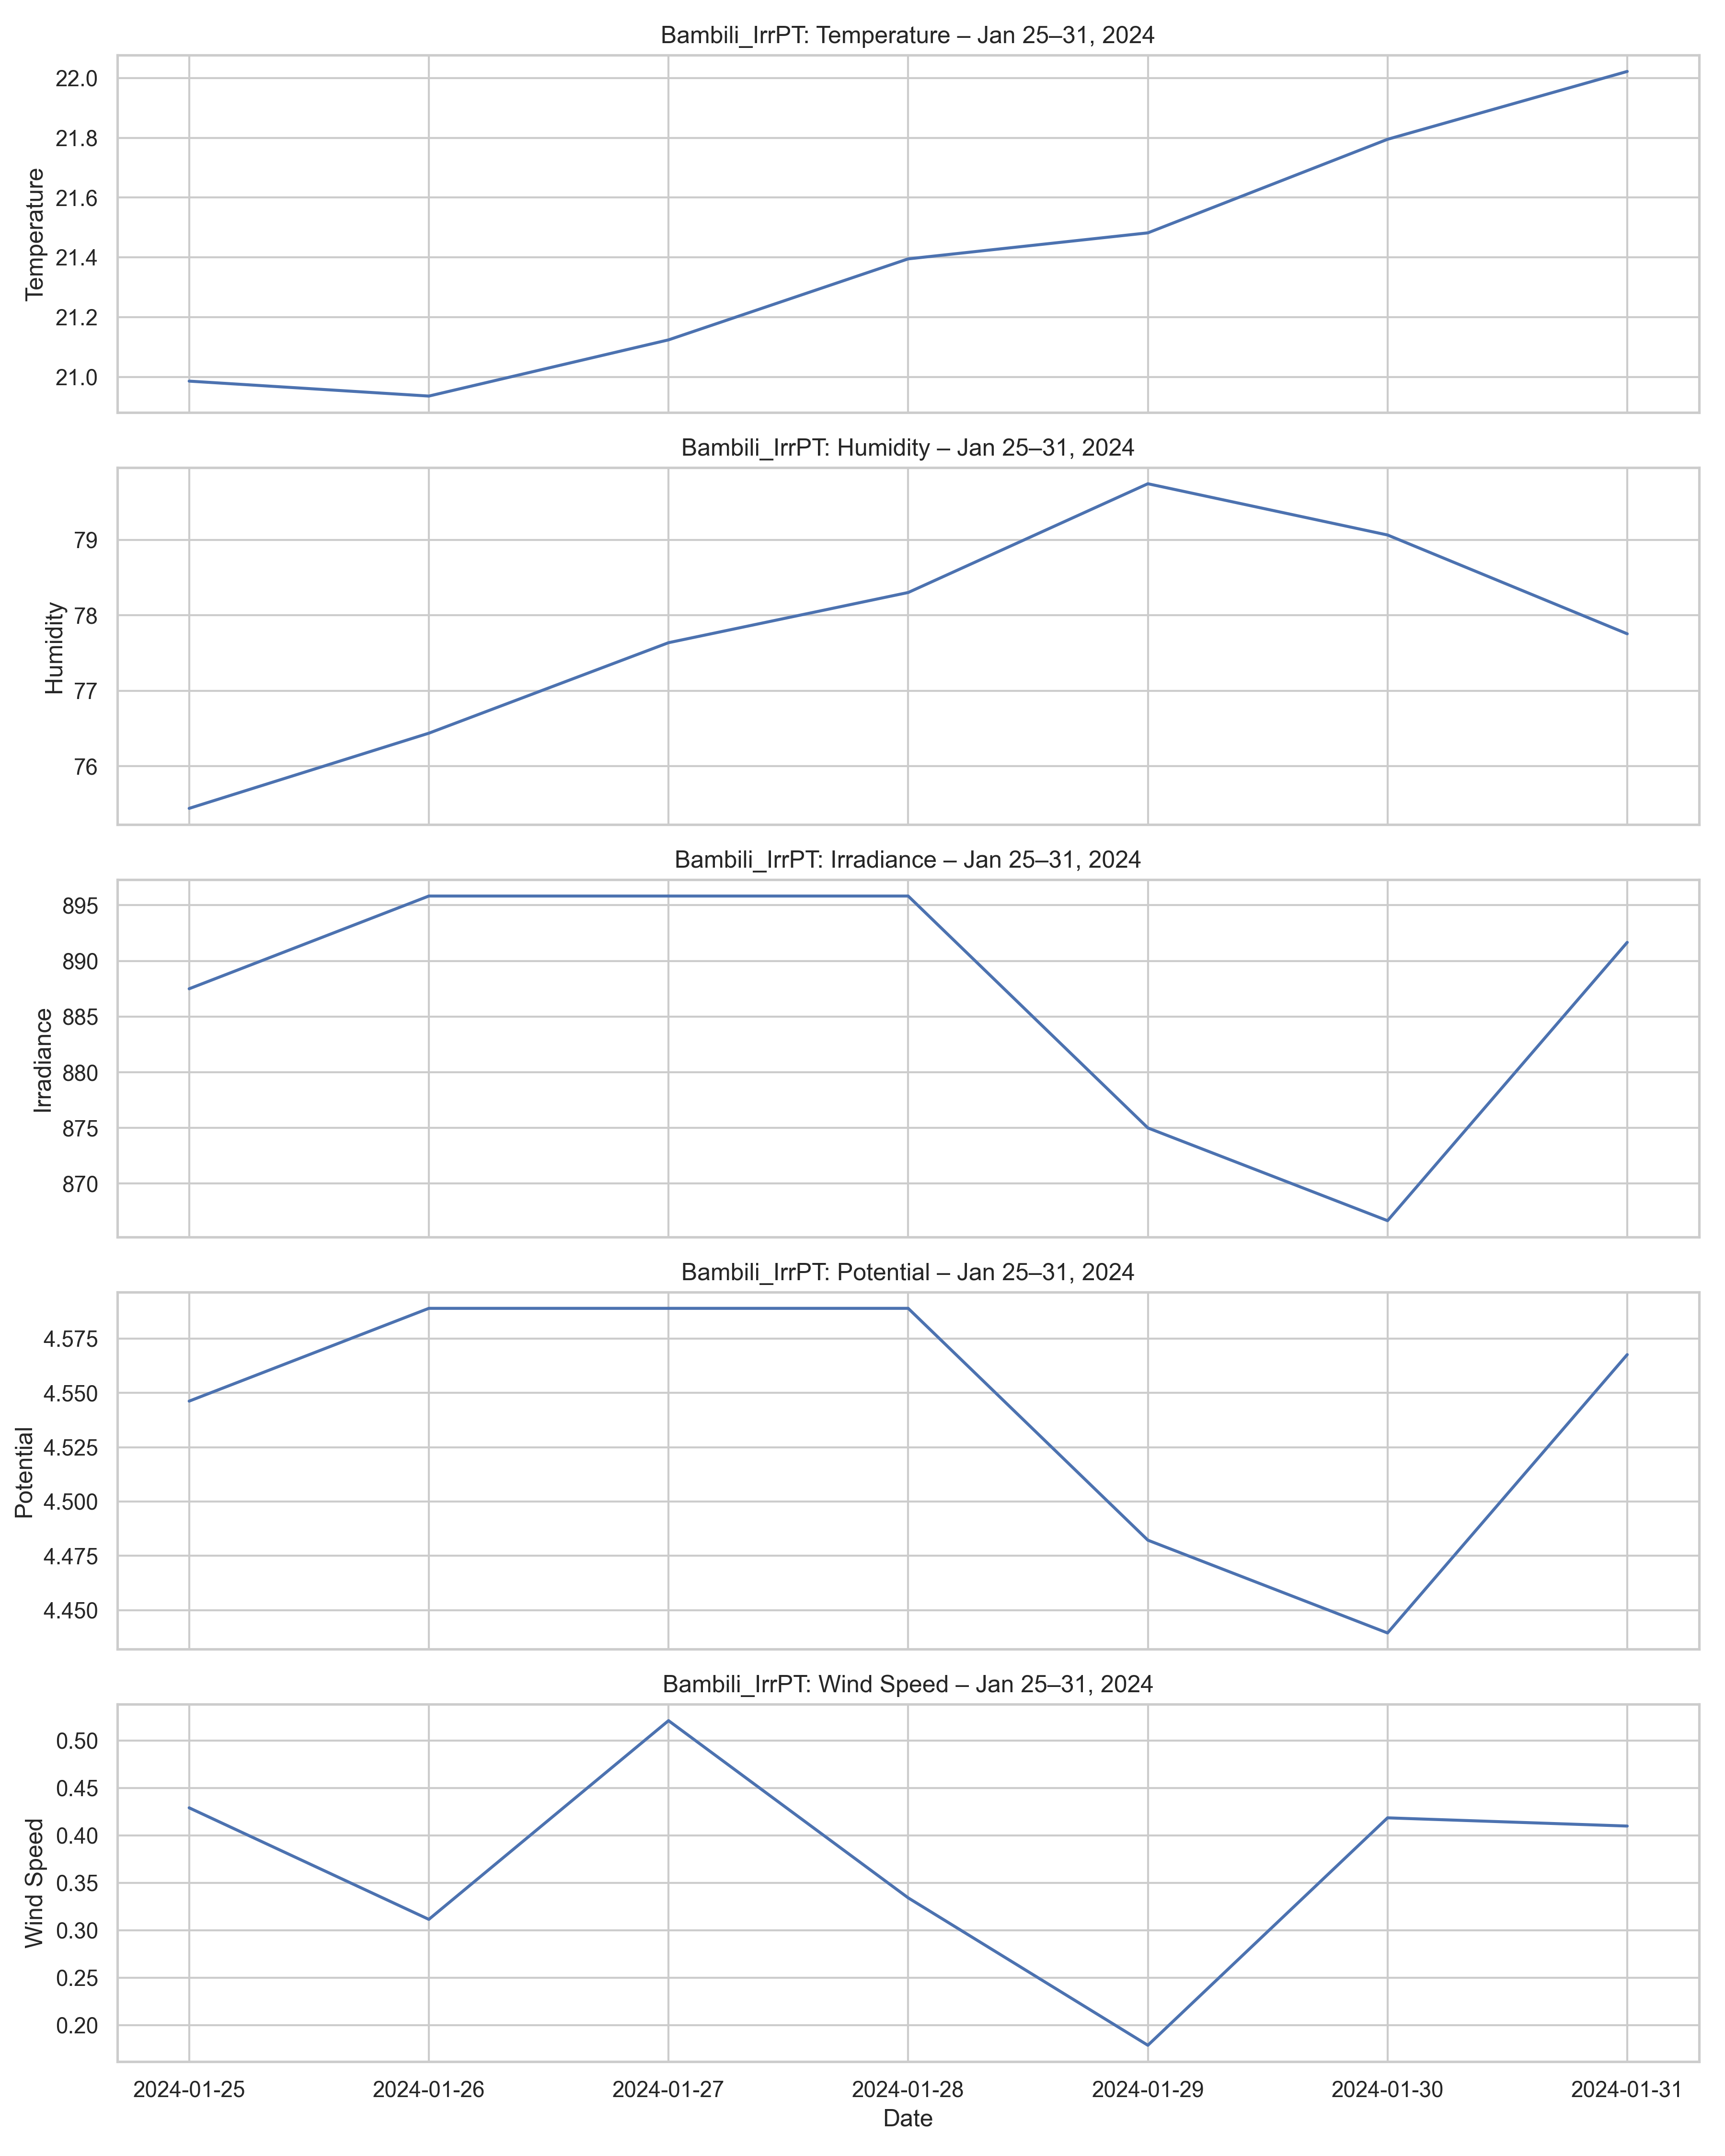 Bambili_IrrPT: Temperature – Jan 25–31, 2024
22.0
21.8
21.6
21.4
21.2
21.0
Temperature
Bambili_IrrPT: Humidity – Jan 25–31, 2024
79
78
77
76
Humidity
Bambili_IrrPT: Irradiance – Jan 25–31, 2024
895
890
885
880
875
870
Irradiance
Bambili_IrrPT: Potential – Jan 25–31, 2024
4.575
4.550
4.525
4.500
4.475
4.450
Potential
Bambili_IrrPT: Wind Speed – Jan 25–31, 2024
0.50
0.45
0.40
0.35
0.30
0.25
0.20
Wind Speed
2024-01-25 2024-01-26 2024-01-27 2024-01-28 2024-01-29 2024-01-30 2024-01-31
Date